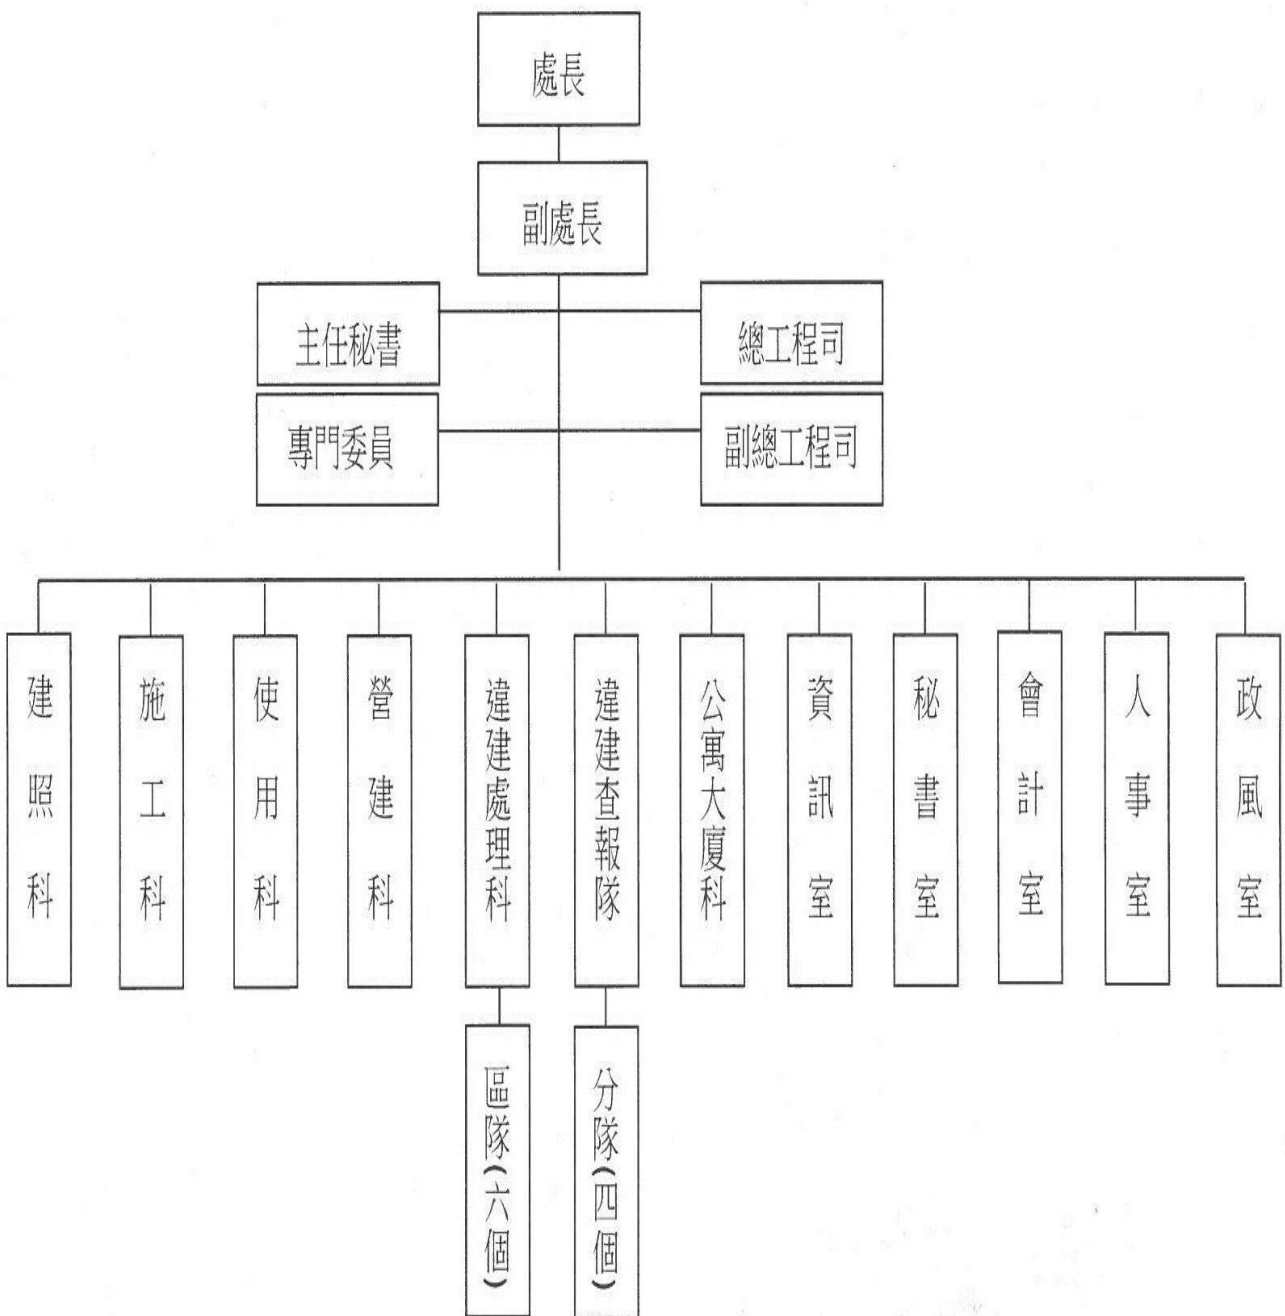 處長
副處長
主任秘書
總工程司
專門委員
副總工程司
建照科
施工科
使用科
營建科
違建處理科
違建查報隊
公寓大廈科
資訊室
秘書室
會計室
人事室
政風室
區隊(六個)
分隊(四個)